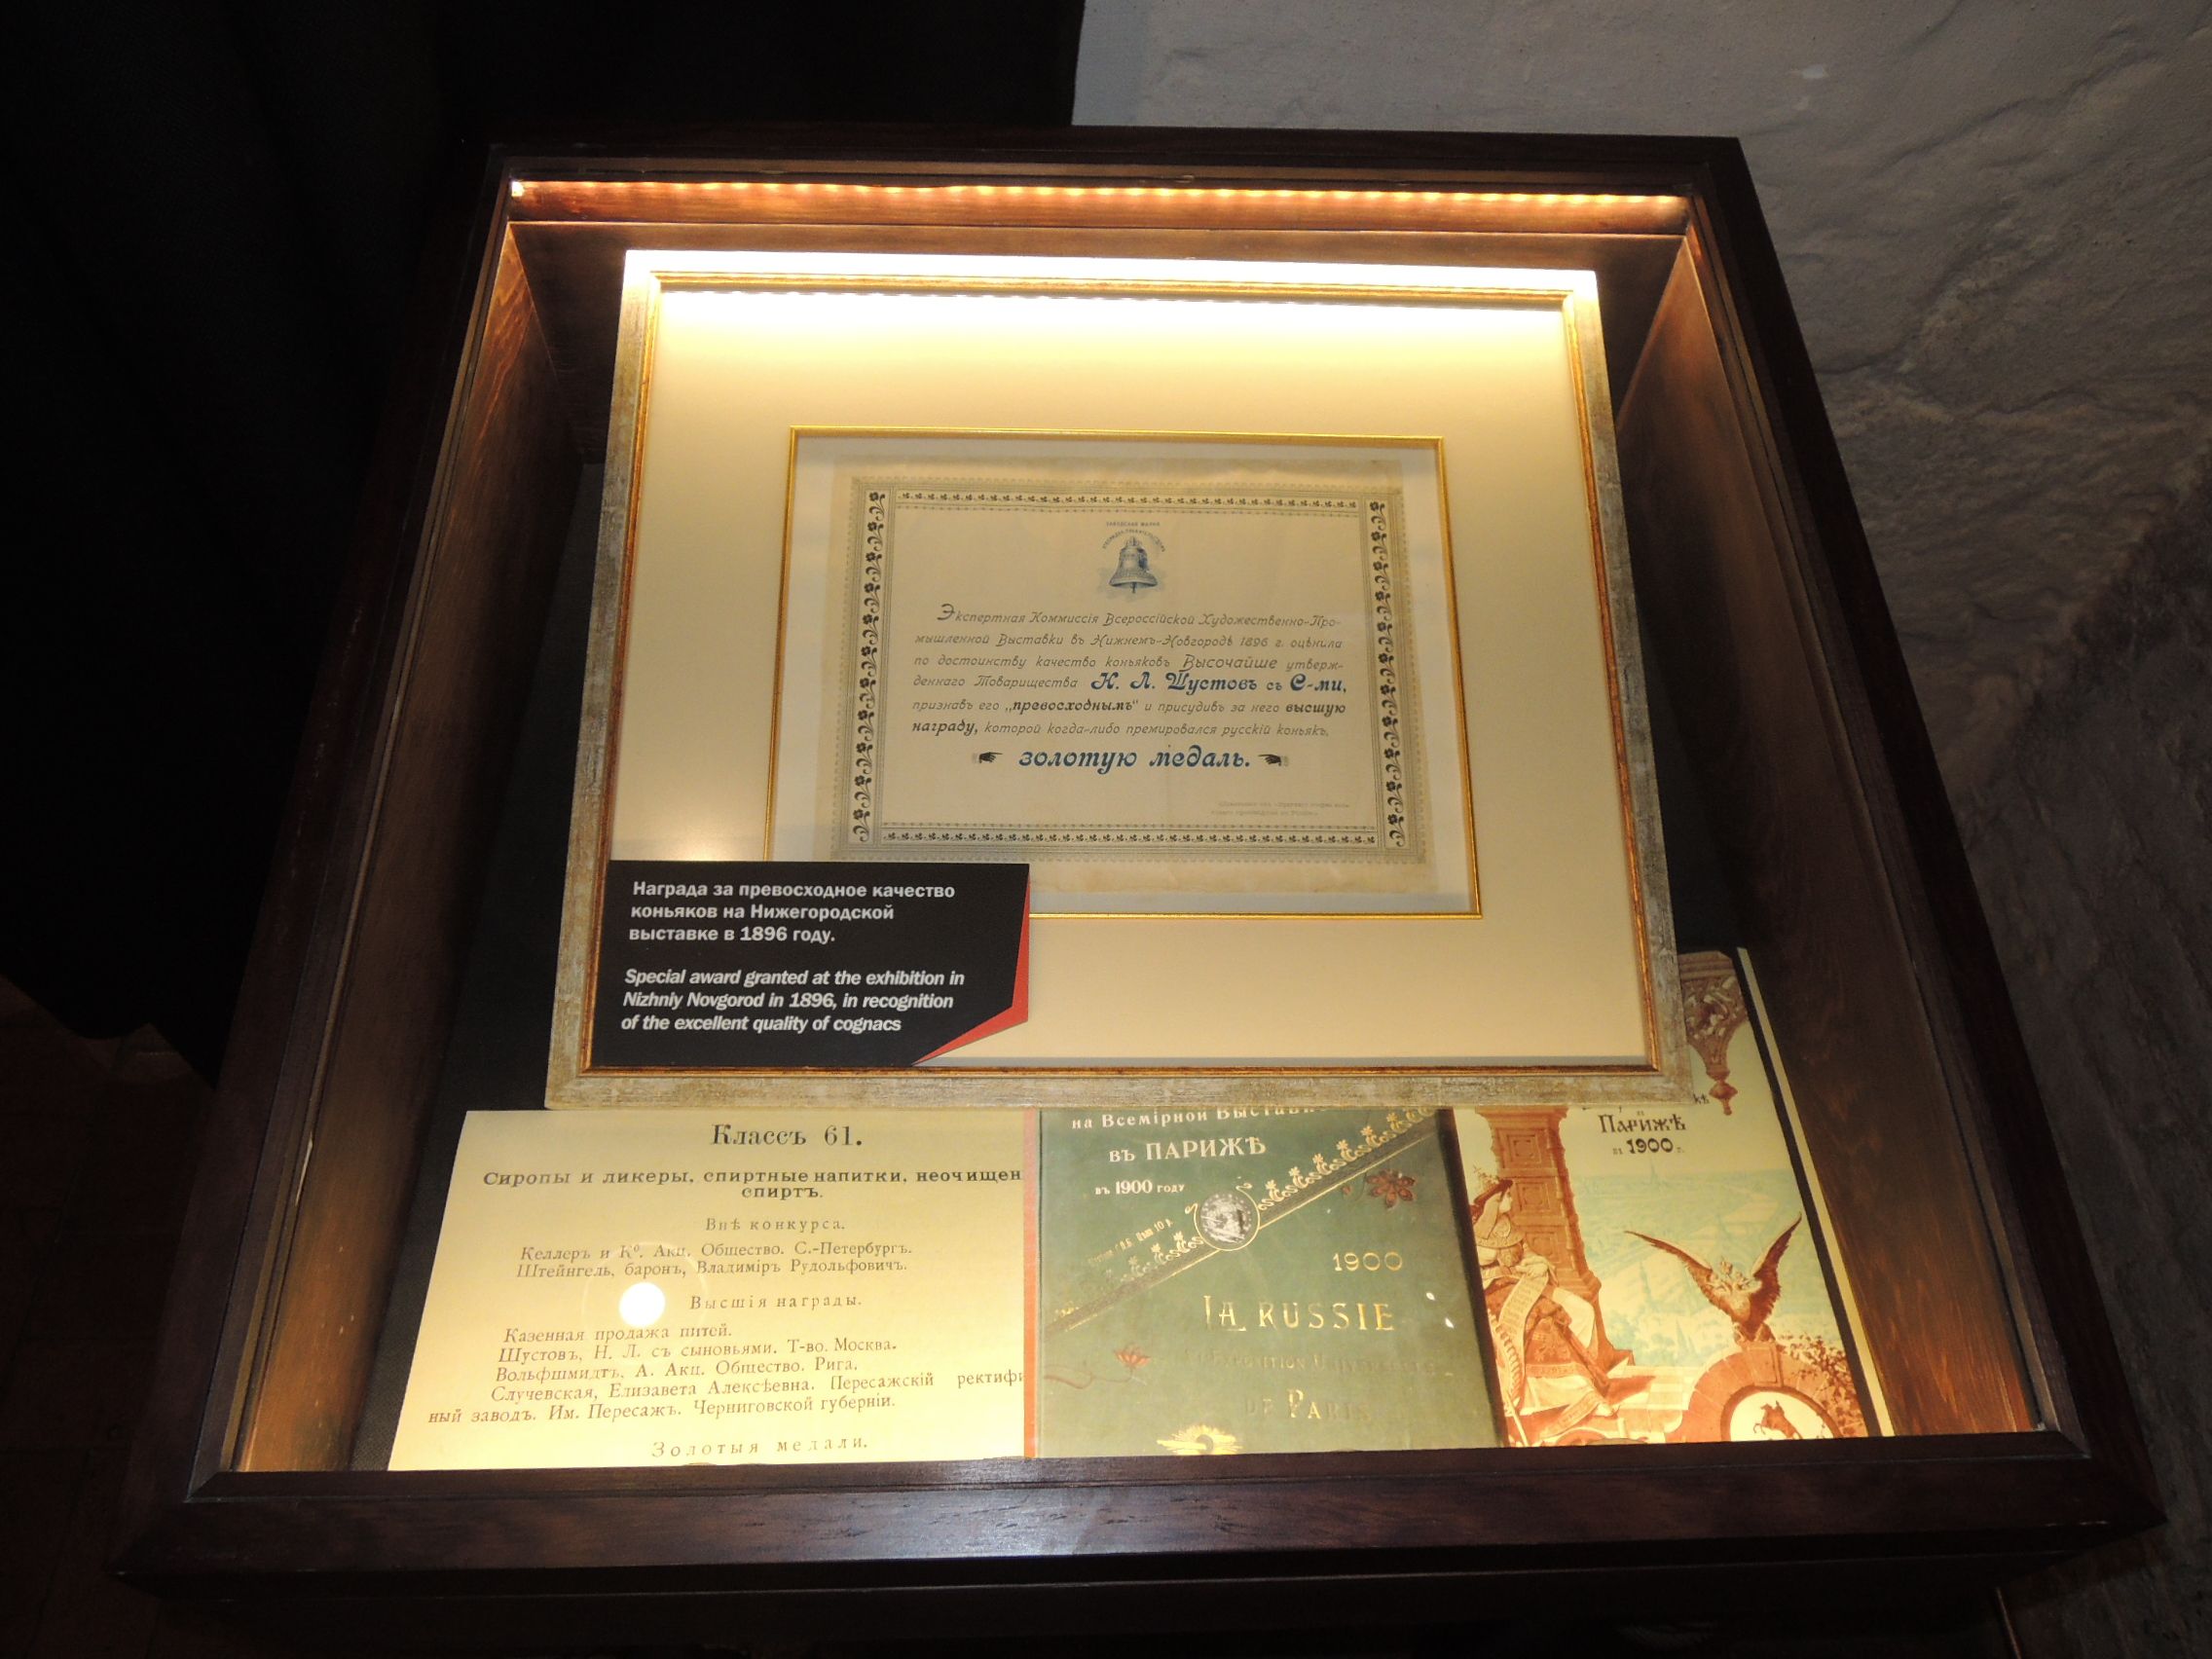 ЗАВОДСКАЯ МАРКА
Экспертная Коммиссія Всероссійской Художественно-Про-
мышленной Выставки въ Нижнемъ-Новгородѣ 1896 г. оцѣнила
по достоинству качество коньяковъ Высочайше утверж-
деннаго Товарищества Н. Л. Шустовъ съ С-ми,
признавъ его „превосходнымъ" и присудивъ за него высшую
награду, которой когда-либо премировался русскій коньякъ,
золотую медаль.
Награда за превосходное качество
коньяков на Нижегородской
выставке в 1896 году.
Special award granted at the exhibition in
Nizhniy Novgorod in 1896, in recognition
of the excellent quality of cognacs
Классъ 61.
Сиропы и ликеры, спиртные напитки, неочищен
спиртъ.
Внѣ конкурса.
Келлеръ и Кº. Акц. Общество. С.-Петербургъ.
Штейнгель, баронъ, Владиміръ Рудольфовичъ.
Высшія награды.
Казенная продажа питей.
Шустовъ, Н. Л. съ сыновьями. Т-во. Москва.
Вольфшмидтъ, А. Акц. Общество. Рига.
Случевская, Елизавета Алексѣевна. Пересажскій ректифи
ный заводъ. Им. Пересажъ. Черниговской губерніи.
Золотыя медали.
на Всемірной Выставк
въ ПАРИЖѢ
въ 1900 году
1900
LA RUSSIE
DE PARIS
ПАРИЖѢ
въ 1900 г.